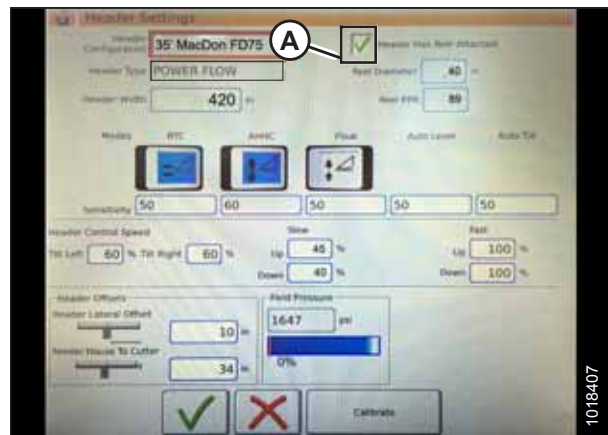 Header Settings
Header Configuration 35' MacDon FD75 A Header Has Reel Attached
Header Type POWER FLOW Reel Diameter 40 in
Header Width 420 in Reel PPR 89
Modes RTC AHHC Float Auto Level Auto Tilt
Sensitivity 50 60 50 50 50
Header Control Speed Slow Fast
Tilt Left 60 % Tilt Right 60 % Up 45 % Up 100 %
Down 40 % Down 100 %
Header Offsets Field Pressure
Header Lateral Offset 1647 psi
10 in
Feeder House To Cutter 0%
34 in
Calibrate
1018407